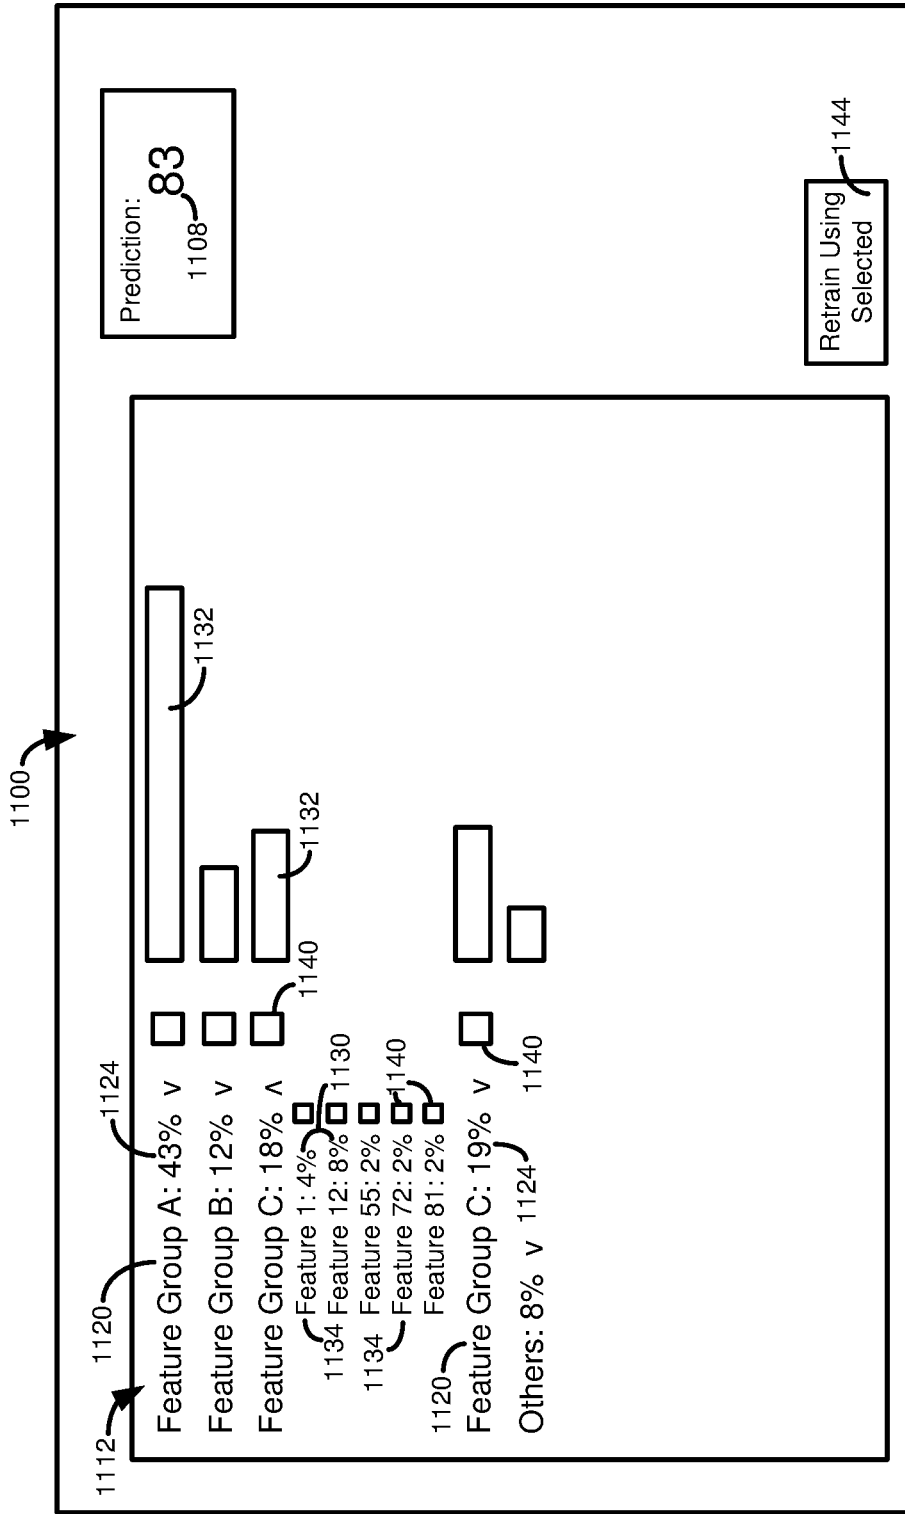 1100
1112
1120
1124
Prediction:
83
1108
Feature Group A: 43% v
1132
Feature Group B: 12% v
Feature Group C: 18% ʌ
1132
1140
1134
Feature 1: 4%
1130
Feature 12: 8%
Feature 55: 2%
1134
Feature 72: 2%
1140
Feature 81: 2%
1120
Feature Group C: 19% v
1124
1140
Others: 8% v
Retrain Using
Selected
1144